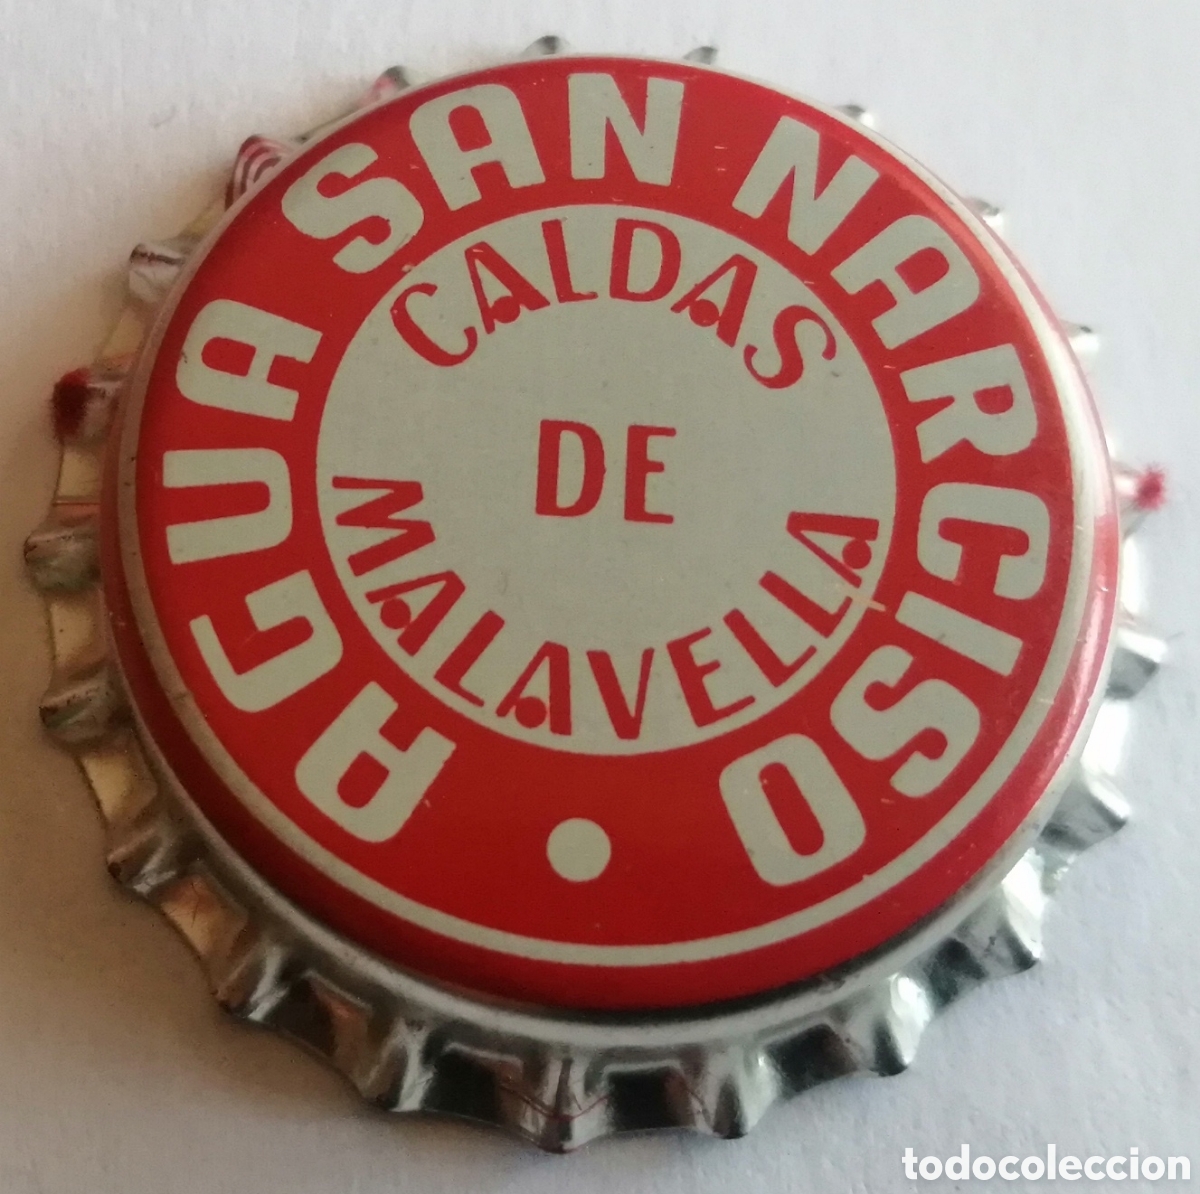 AGUA SAN NARCISO
CALDAS
DE
MALAVELLA
todocoleccion